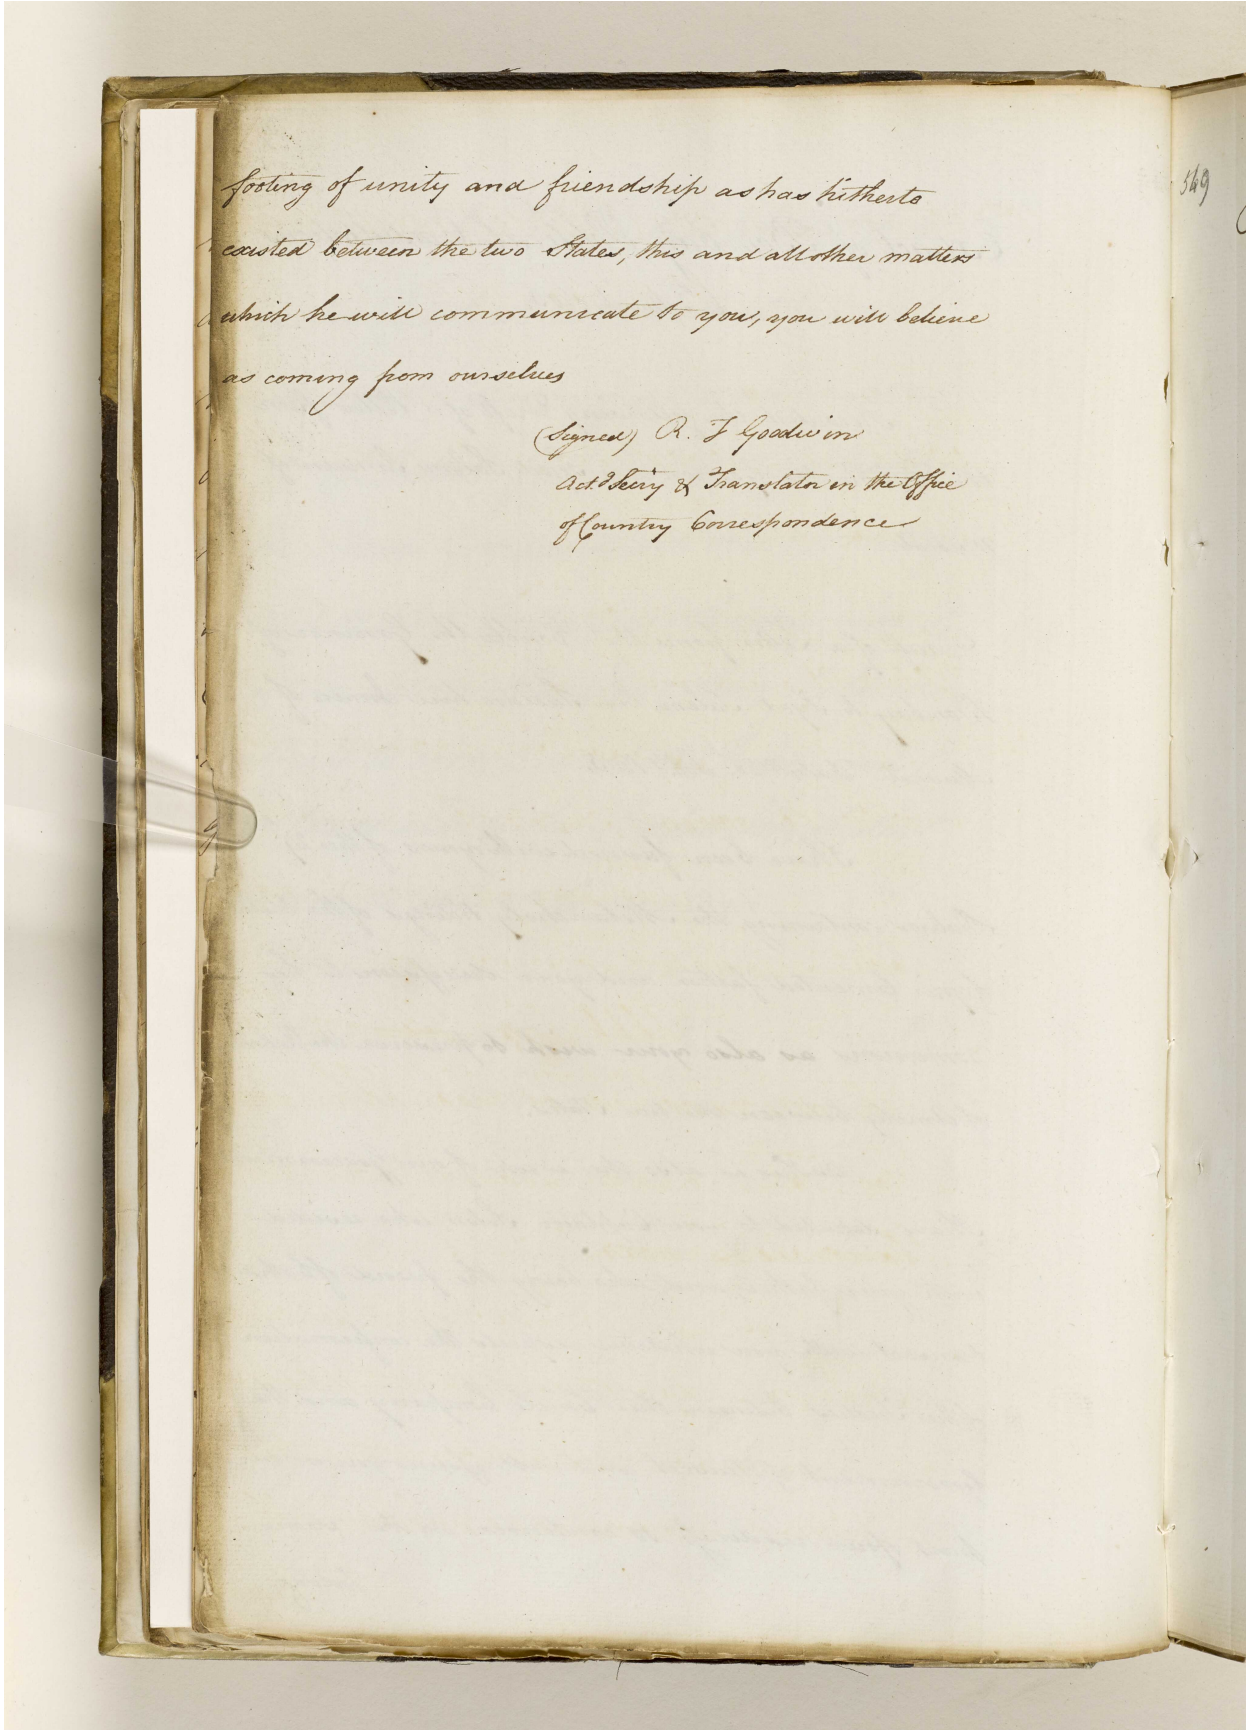 footing of unity and friendship as has hitherto
existed between the two States, this and all other matters
which he will communicate to you, you will believe
as coming from ourselves
(Signed) R. F Goodwin
Act.g Secry & Translator in the Office
of Country Correspondence
549